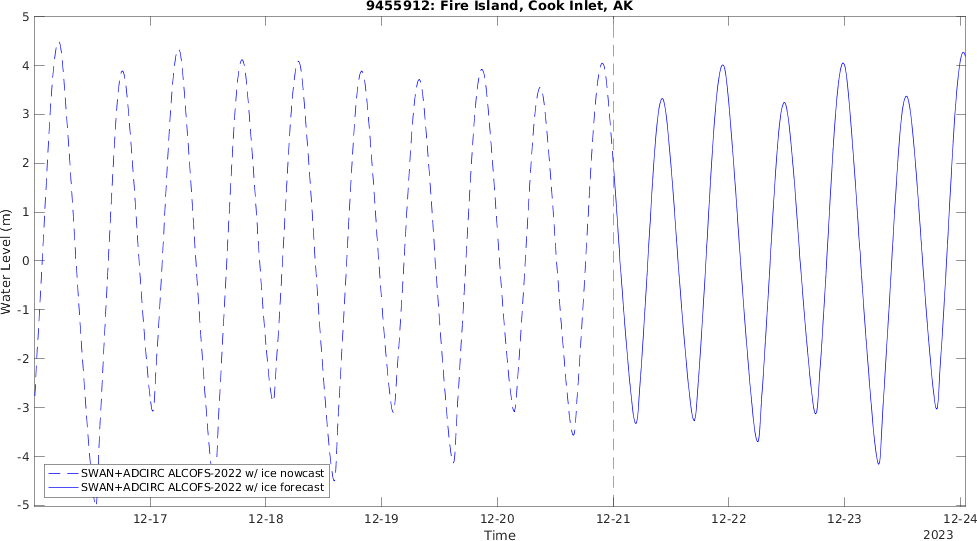 9455912: Fire Island, Cook Inlet, AK
5
4
3
2
1
0
-1
-2
-3
-4
-5
Water Level (m)
SWAN+ADCIRC ALCOFS-2022 w/ ice nowcast
SWAN+ADCIRC ALCOFS-2022 w/ ice forecast
12-17 12-18 12-19 12-20 12-21 12-22 12-23 12-24
Time
2023